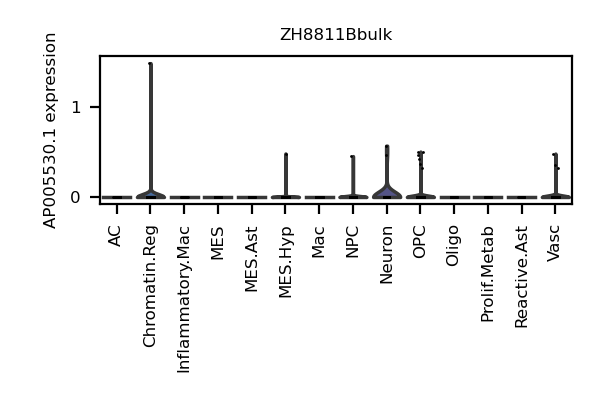 ZH8811Bbulk
AP005530.1 expression
1
0
AC
Chromatin.Reg
Inflammatory.Mac
MES
MES.Ast
MES.Hyp
Mac
NPC
Neuron
OPC
Oligo
Prolif.Metab
Reactive.Ast
Vasc